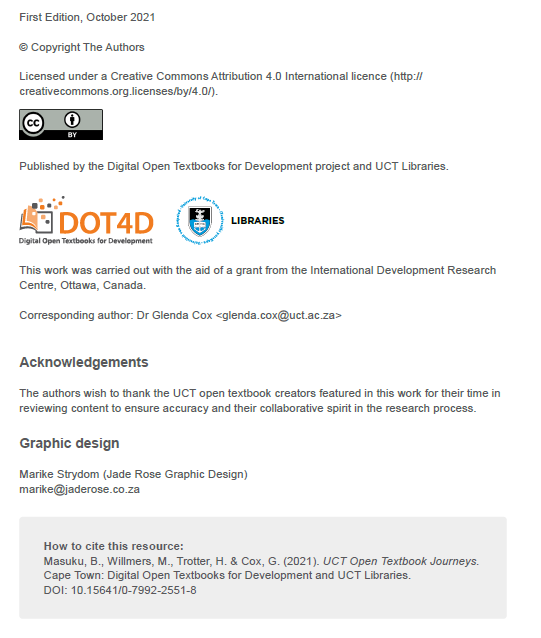 First Edition, October 2021
© Copyright The Authors
Licensed under a Creative Commons Attribution 4.0 International licence (http://
creativecommons.org.licenses/by/4.0/).
CC
BY
Published by the Digital Open Textbooks for Development project and UCT Libraries.
DOT4D
Digital Open Textbooks for Development
LIBRARIES
This work was carried out with the aid of a grant from the International Development Research
Centre, Ottawa, Canada.
Corresponding author: Dr Glenda Cox <glenda.cox@uct.ac.za>
Acknowledgements
The authors wish to thank the UCT open textbook creators featured in this work for their time in
reviewing content to ensure accuracy and their collaborative spirit in the research process.
Graphic design
Marike Strydom (Jade Rose Graphic Design)
marike@jaderose.co.za
How to cite this resource:
Masuku, B., Willmers, M., Trotter, H. & Cox, G. (2021). UCT Open Textbook Journeys.
Cape Town: Digital Open Textbooks for Development and UCT Libraries.
DOI: 10.15641/0-7992-2551-8